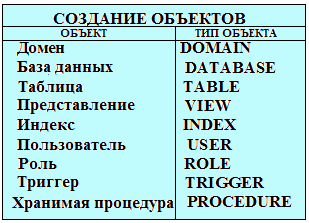 СОЗДАНИЕ ОБЪЕКТОВ
ОБЪЕКТ ТИП ОБЪЕКТА
Домен DOMAIN
База данных DATABASE
Таблица TABLE
Представление VIEW
Индекс INDEX
Пользователь USER
Роль ROLE
Триггер TRIGGER
Хранимая процедура PROCEDURE